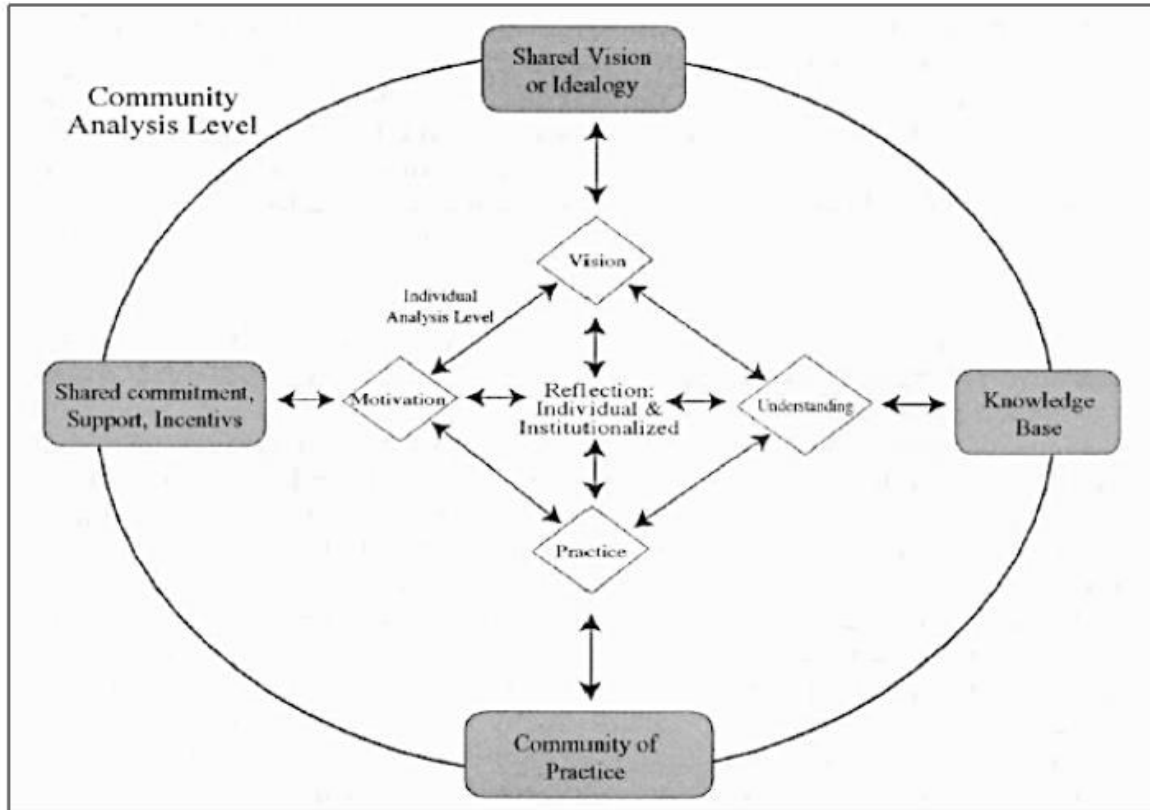 Shared Vision
or Idealogy
Community
Analysis Level
Vision
Individual
Analysis Level
Shared commitment,
Support, Incentivs
Motivation
Reflection:
Individual &
Institutionalized
Understanding
Knowledge
Base
Practice
Community of
Practice